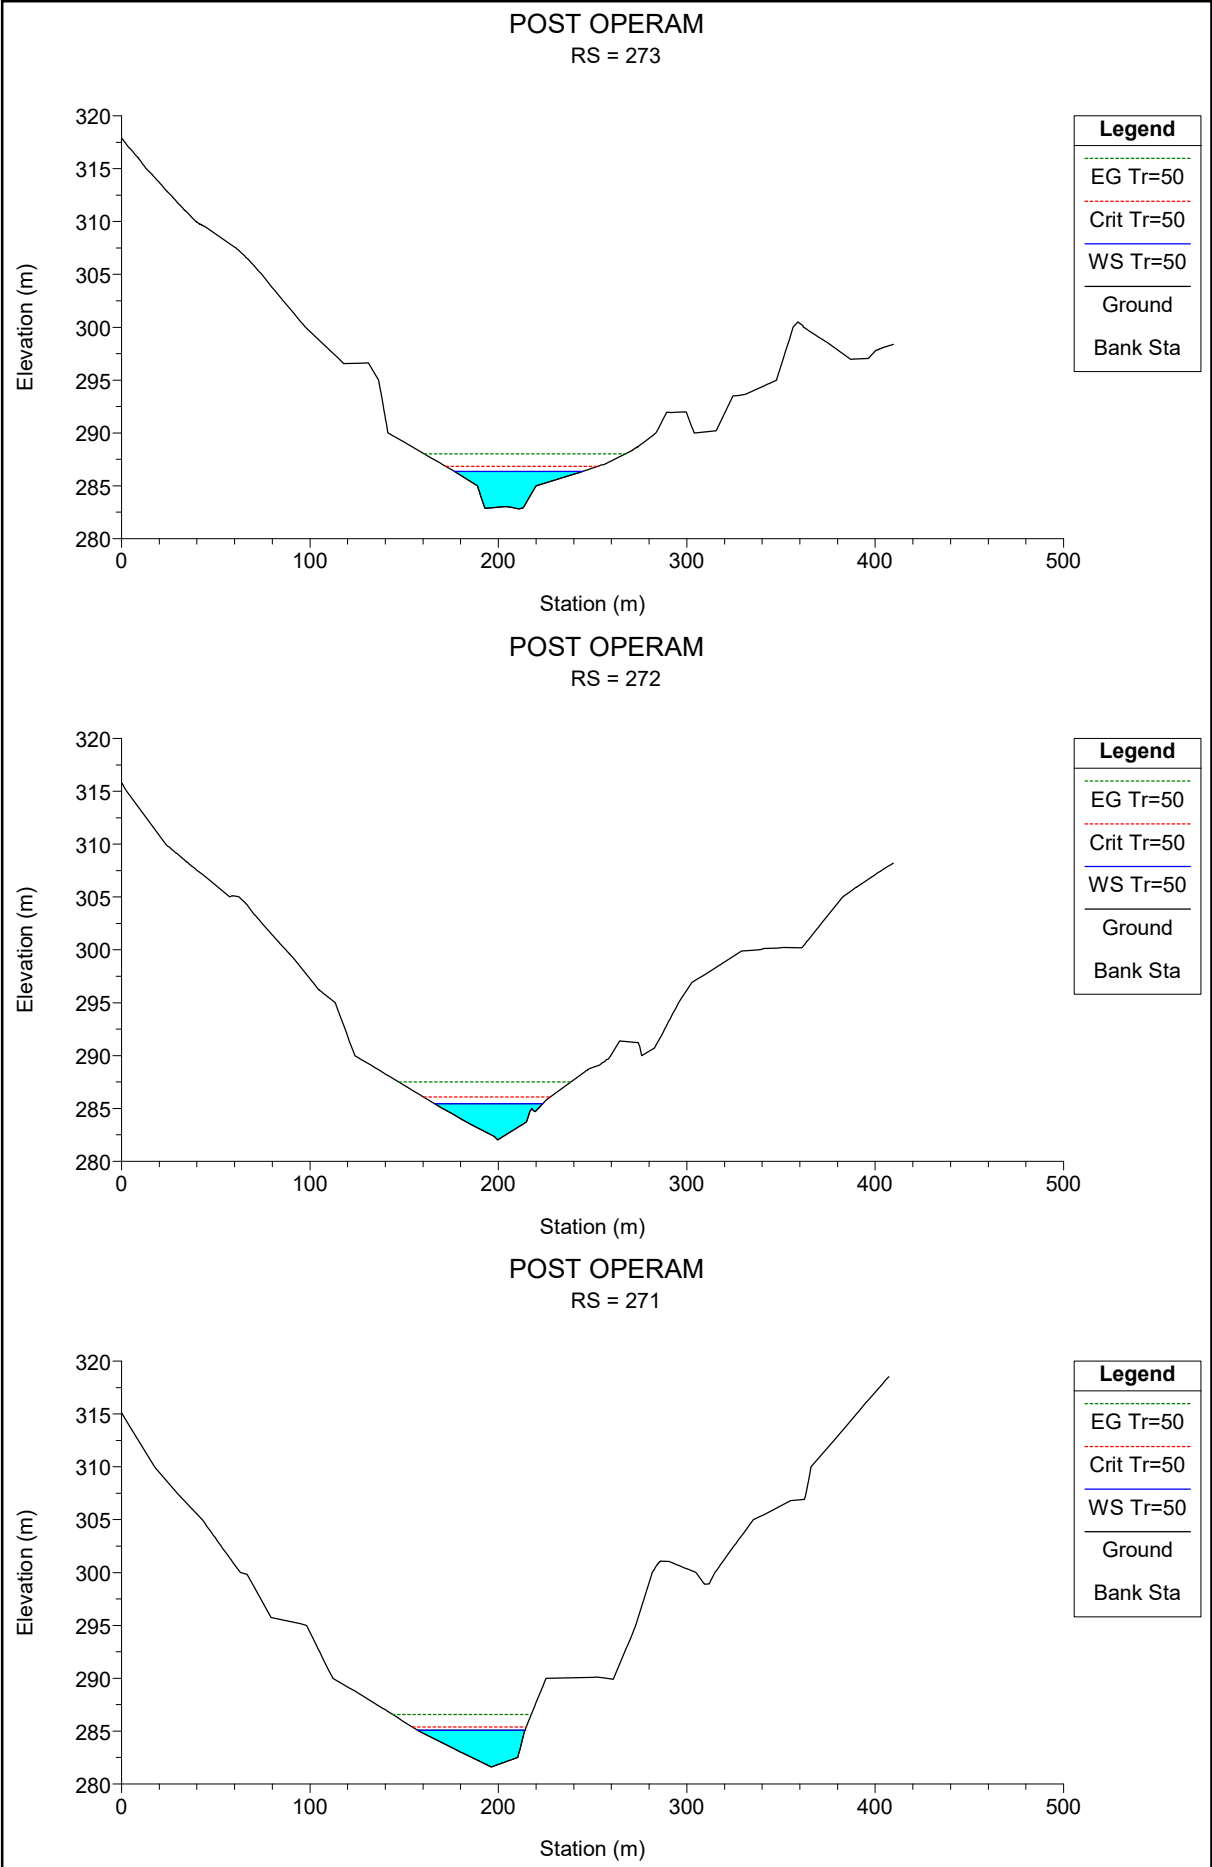 POST OPERAM
RS = 273
320
315
310
305
300
295
290
285
280
Elevation (m)
0 100 200 300 400 500
Station (m)
Legend
EG Tr=50
Crit Tr=50
WS Tr=50
Ground
Bank Sta
POST OPERAM
RS = 272
320
315
310
305
300
295
290
285
280
Elevation (m)
0 100 200 300 400 500
Station (m)
Legend
EG Tr=50
Crit Tr=50
WS Tr=50
Ground
Bank Sta
POST OPERAM
RS = 271
320
315
310
305
300
295
290
285
280
Elevation (m)
0 100 200 300 400 500
Station (m)
Legend
EG Tr=50
Crit Tr=50
WS Tr=50
Ground
Bank Sta